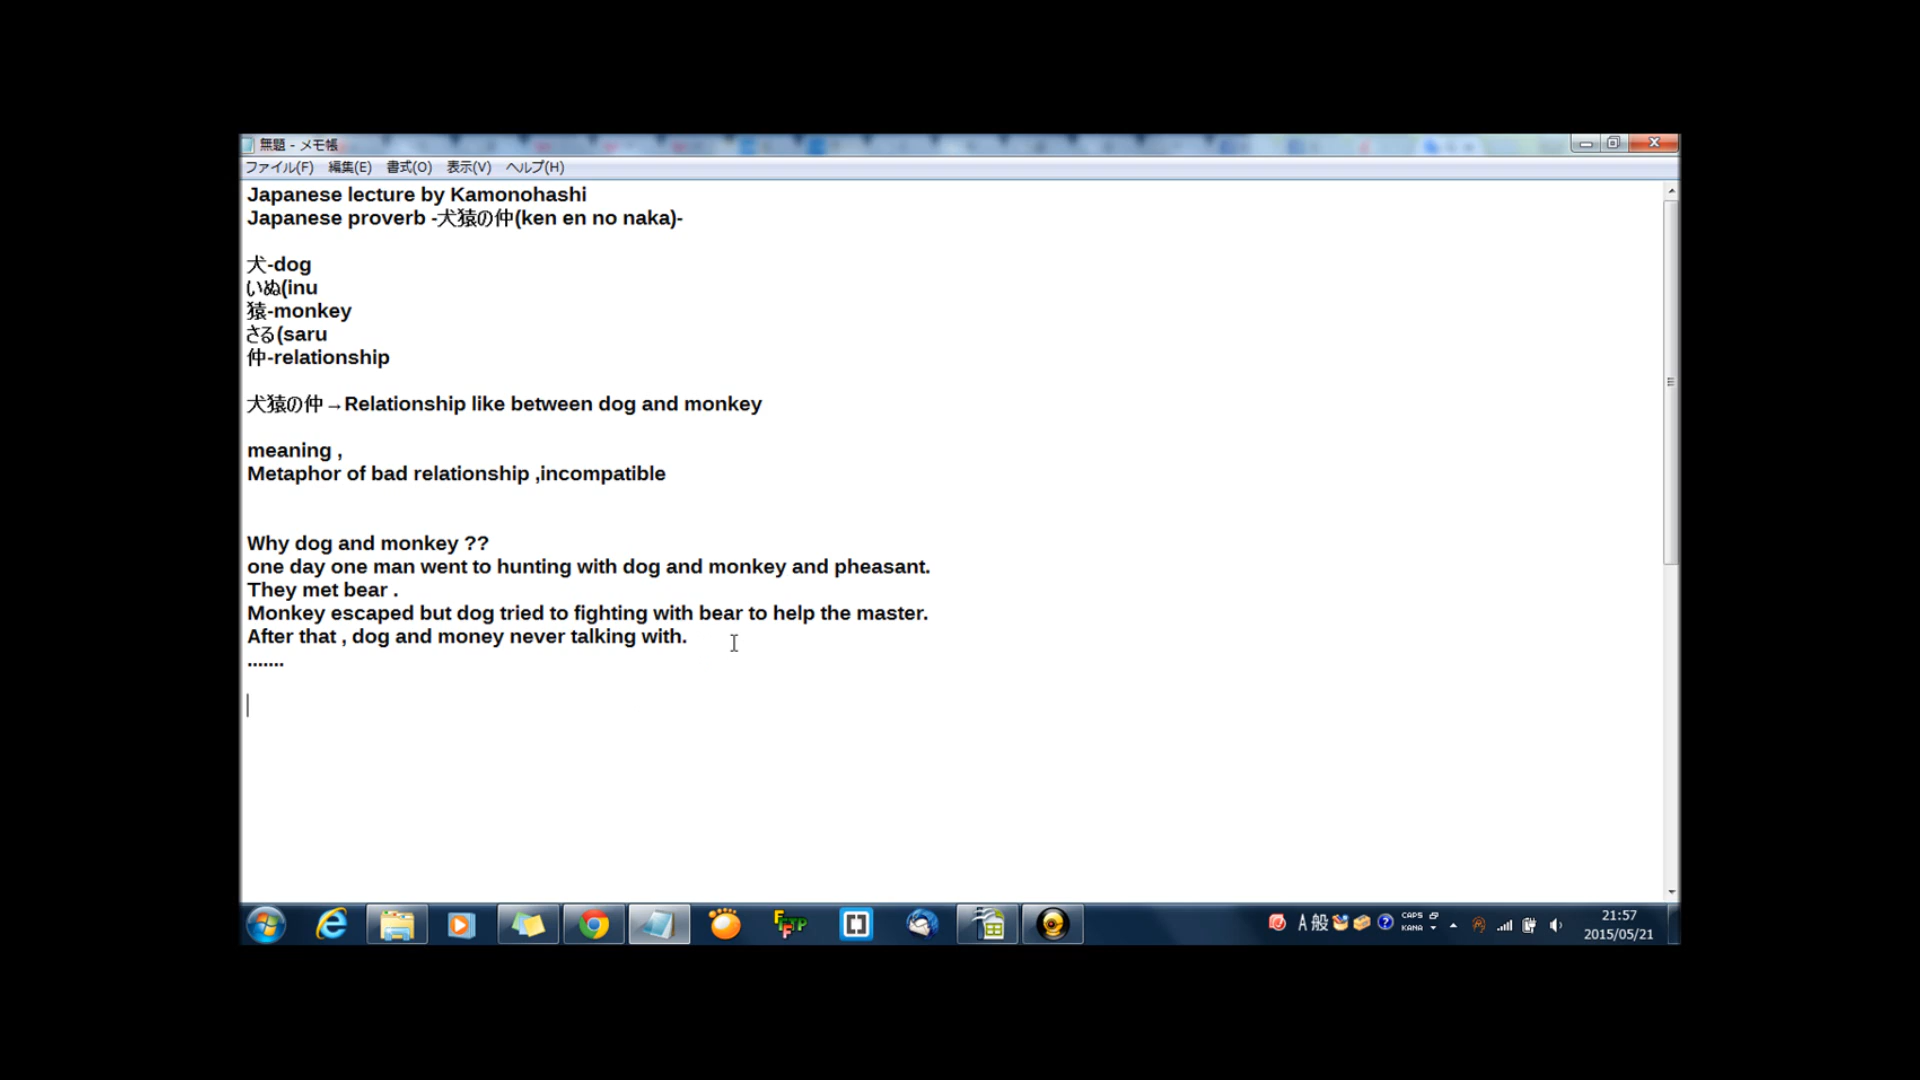 無題 - メモ帳
ファイル(F) 編集(E) 書式(O) 表示(V) ヘルプ(H)
Japanese lecture by Kamonohashi
Japanese proverb -犬猿の仲(ken en no naka)-
犬-dog
いぬ(inu
猿-monkey
さる(saru
仲-relationship
犬猿の仲→Relationship like between dog and monkey
meaning ,
Metaphor of bad relationship ,incompatible
Why dog and monkey ??
one day one man went to hunting with dog and monkey and pheasant.
They met bear .
Monkey escaped but dog tried to fighting with bear to help the master.
After that , dog and money never talking with.
.......
FFFTP
A 般 CAPS KANA
21:57
2015/05/21